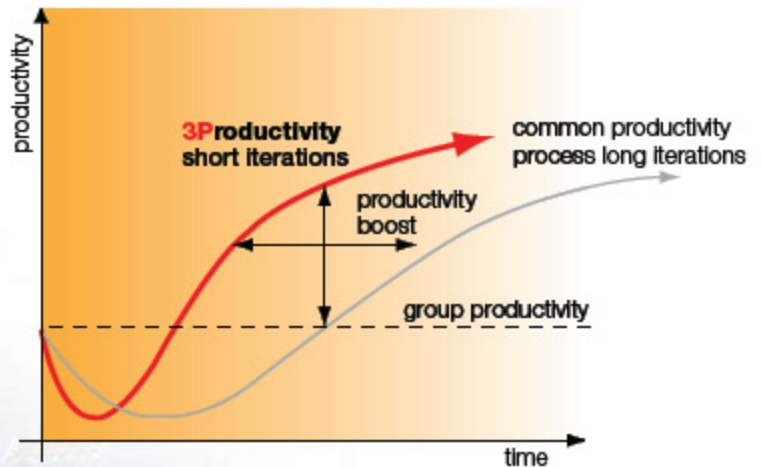 productivity
3Productivity
short iterations
common productivity
process long iterations
productivity
boost
group productivity
time